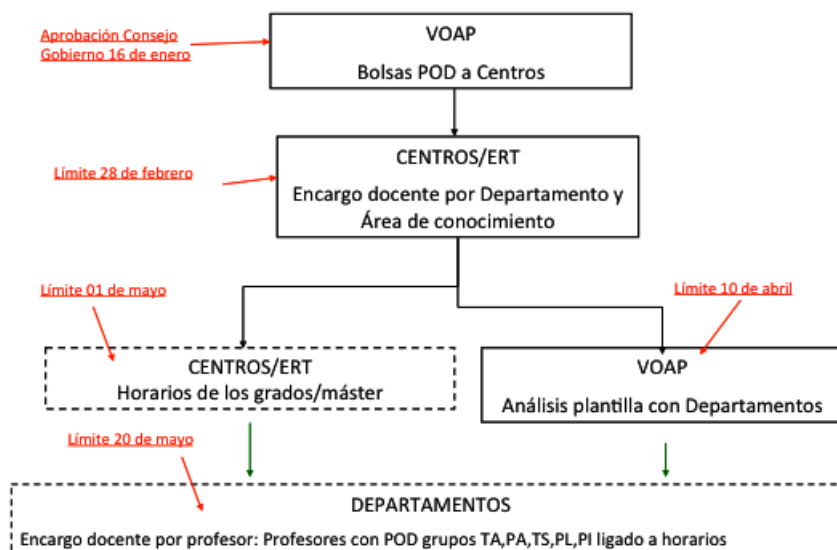 Aprobación Consejo
Gobierno 16 de enero
VOAP
Bolsas POD a Centros
Límite 28 de febrero
CENTROS/ERT
Encargo docente por Departamento y
Área de conocimiento
Límite 01 de mayo
Límite 10 de abril
CENTROS/ERT
Horarios de los grados/máster
VOAP
Análisis plantilla con Departamentos
Límite 20 de mayo
DEPARTAMENTOS
Encargo docente por profesor: Profesores con POD grupos TA,PA,TS,PL,PI ligado a horarios